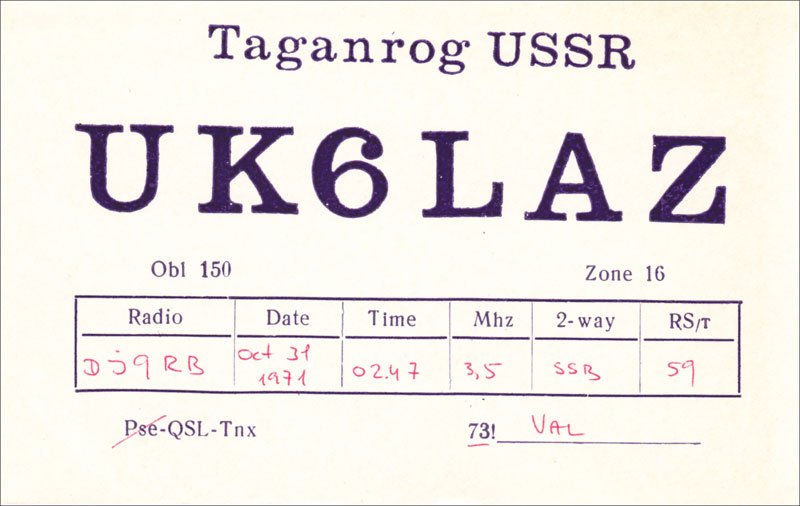 Taganrog USSR
UK6LAZ
Obl 150 Zone 16
Radio Date Time Mhz 2-way RS/T
Dj9RB Oct 31 1971 02.47 3,5 SSB 59
Pse-QSL-Tnx 73! VAL